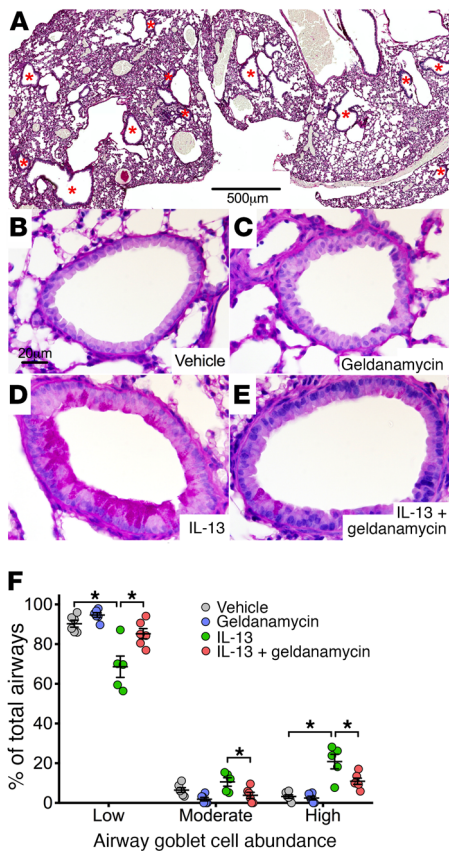 A
* * * * * * * * * * *
500µm
B
C
20µm
Vehicle
Geldanamycin
D
E
IL-13
IL-13 +
geldanamycin
F
* *
100
80
60
40
20
0
% of total airways
Vehicle
Geldanamycin
IL-13
IL-13 + geldanamycin
*
* *
Low Moderate High
Airway goblet cell abundance